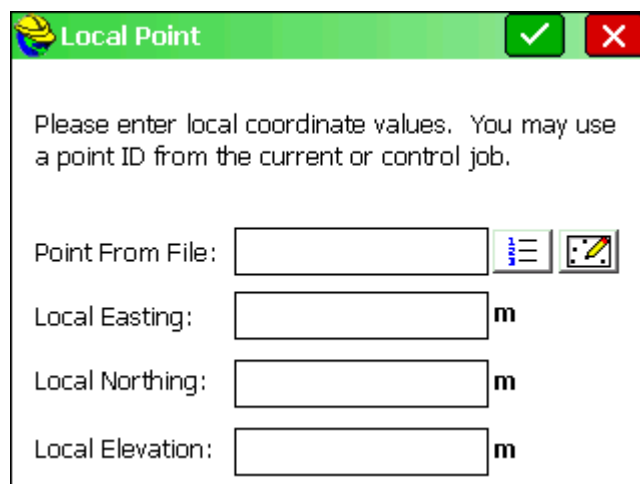 Local Point
Please enter local coordinate values.  You may use
a point ID from the current or control job.
Point From File:
Local Easting: m
Local Northing: m
Local Elevation: m